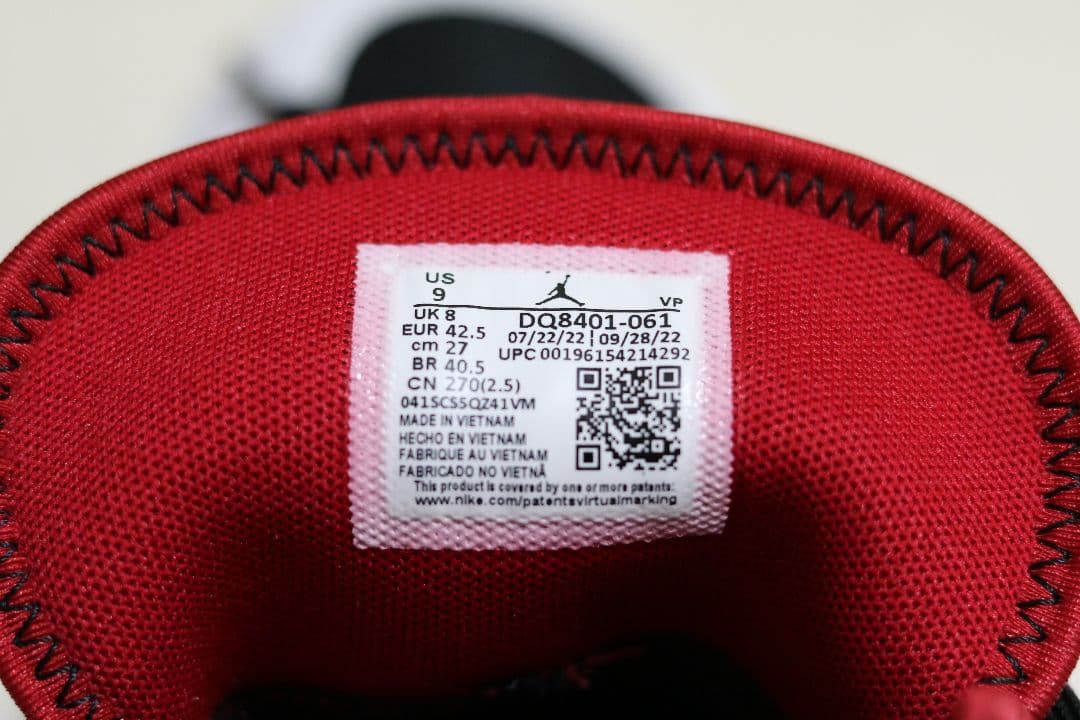 US
9
VP
UK 8
EUR 42.5
cm 27
BR 40.5
CN 270(2.5)
DQ8401-061
07/22/22 | 09/28/22
UPC 00196154214292
041SCS5QZ41VM
MADE IN VIETNAM
HECHO EN VIETNAM
FABRIQUE AU VIETNAM
FABRICADO NO VIETNÃ
This product is covered by one or more patents:
www.nike.com/patentsvirtualmarking